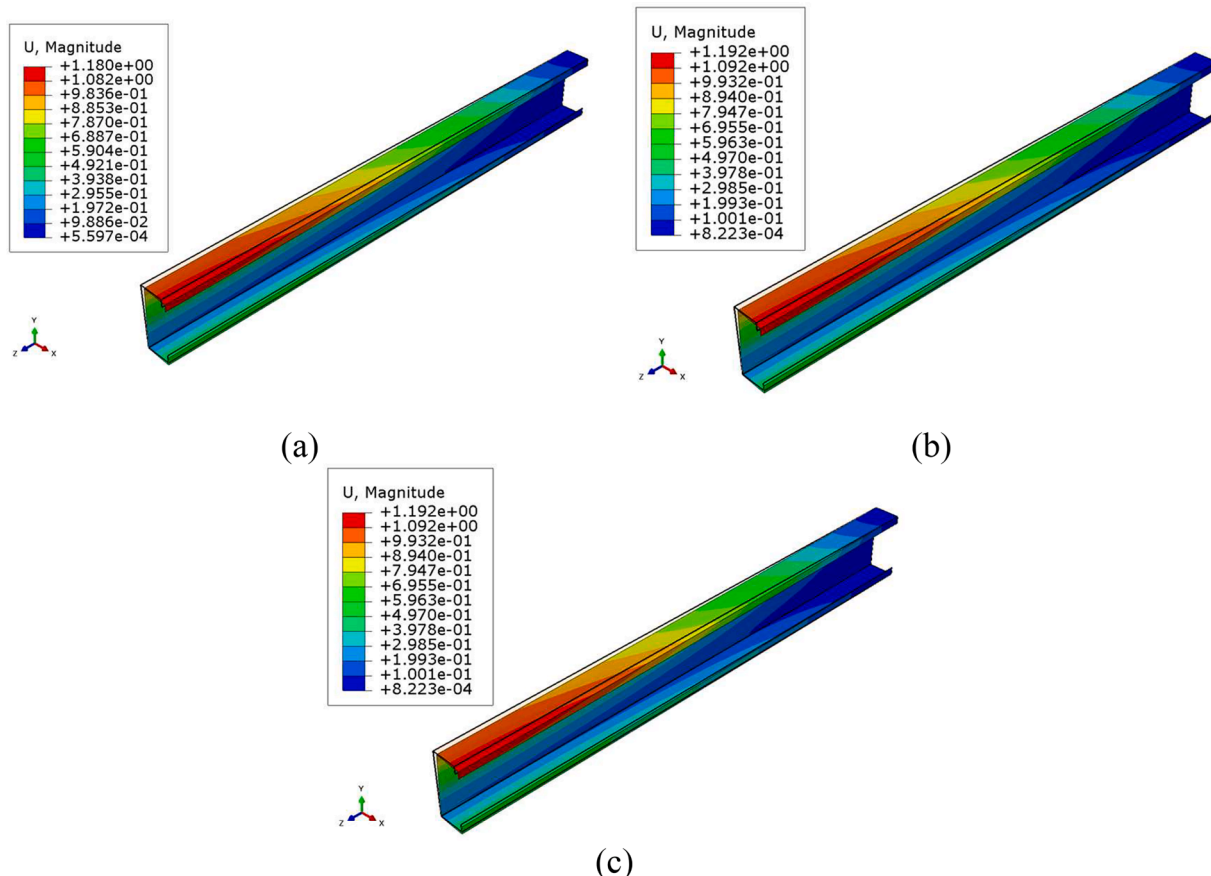 U, Magnitude
+1.180e+00
+1.082e+00
+9.836e-01
+8.853e-01
+7.870e-01
+6.887e-01
+5.904e-01
+4.921e-01
+3.938e-01
+2.955e-01
+1.972e-01
+9.886e-02
+5.597e-04
Y
Z
X
(a)
U, Magnitude
+1.192e+00
+1.092e+00
+9.932e-01
+8.940e-01
+7.947e-01
+6.955e-01
+5.963e-01
+4.970e-01
+3.978e-01
+2.985e-01
+1.993e-01
+1.001e-01
+8.223e-04
Y
Z
X
(b)
U, Magnitude
+1.192e+00
+1.092e+00
+9.932e-01
+8.940e-01
+7.947e-01
+6.955e-01
+5.963e-01
+4.970e-01
+3.978e-01
+2.985e-01
+1.993e-01
+1.001e-01
+8.223e-04
Y
Z
X
(c)